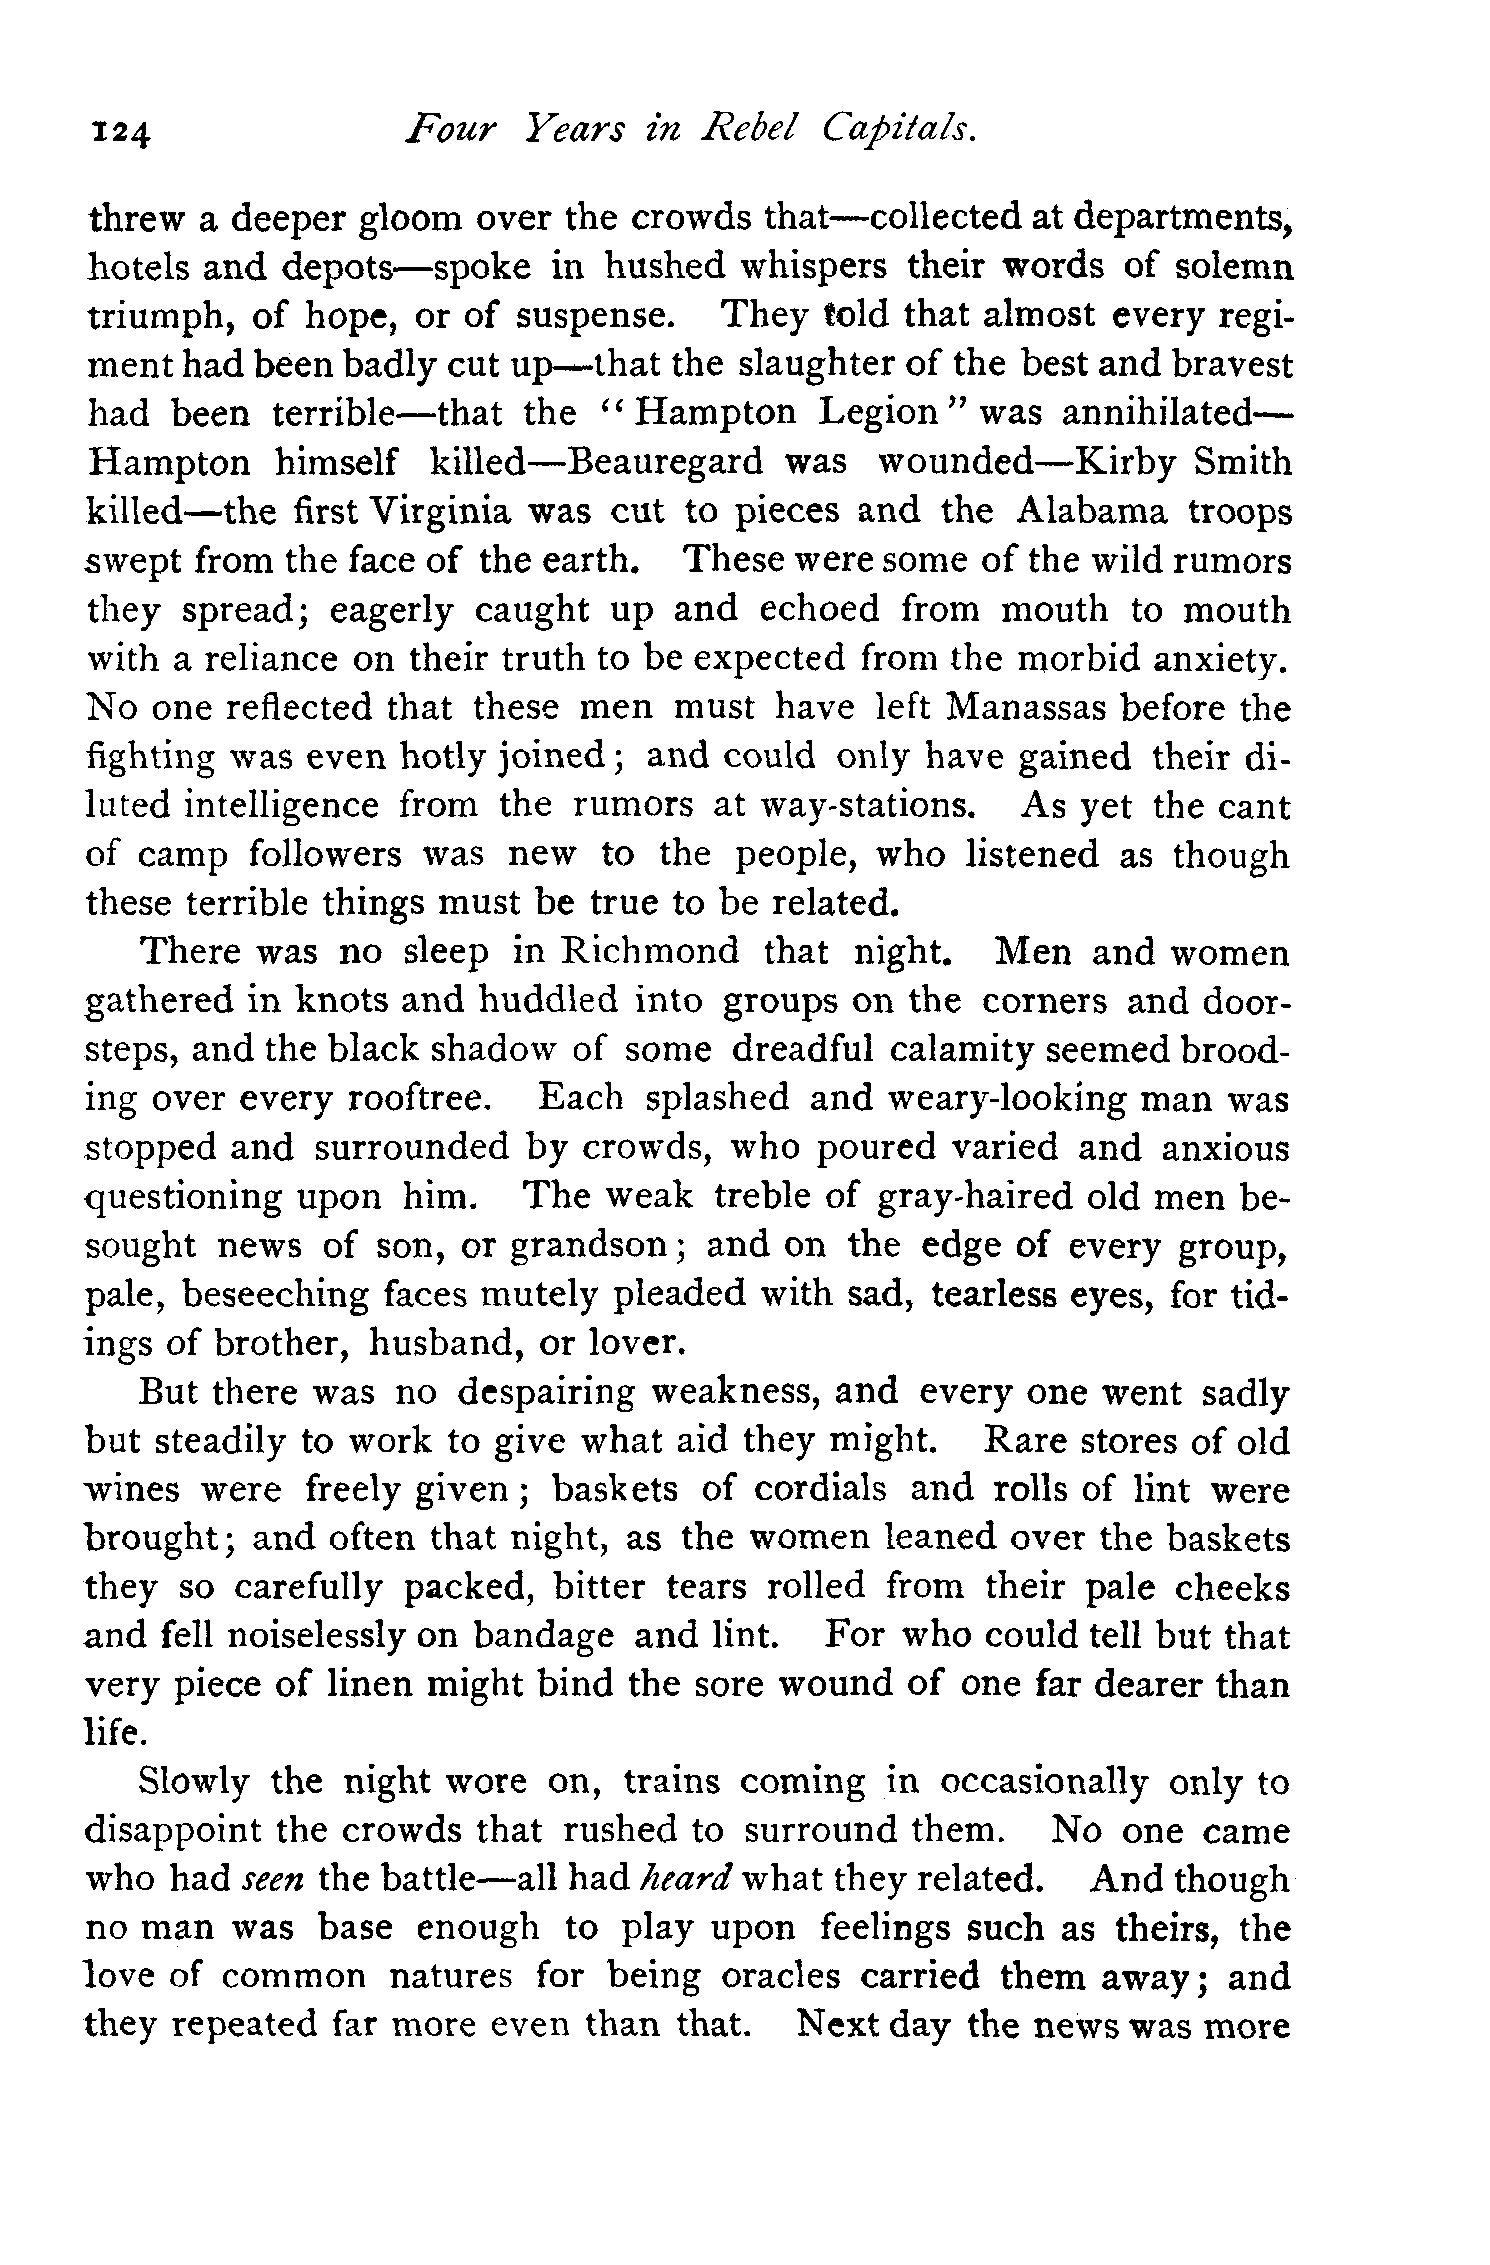 124 Four Years in Rebel Capitals.
threw a deeper gloom over the crowds that—collected at departments,
hotels and depots—spoke in hushed whispers their words of solemn
triumph, of hope, or of suspense. They told that almost every regi-
ment had been badly cut up—that the slaughter of the best and bravest
had been terrible—that the "Hampton Legion" was annihilated—
Hampton himself killed—Beauregard was wounded—Kirby Smith
killed—the first Virginia was cut to pieces and the Alabama troops
swept from the face of the earth. These were some of the wild rumors
they spread; eagerly caught up and echoed from mouth to mouth
with a reliance on their truth to be expected from the morbid anxiety.
No one reflected that these men must have left Manassas before the
fighting was even hotly joined; and could only have gained their di-
luted intelligence from the rumors at way-stations. As yet the cant
of camp followers was new to the people, who listened as though
these terrible things must be true to be related.
There was no sleep in Richmond that night. Men and women
gathered in knots and huddled into groups on the corners and door-
steps, and the black shadow of some dreadful calamity seemed brood-
ing over every rooftree. Each splashed and weary-looking man was
stopped and surrounded by crowds, who poured varied and anxious
questioning upon him. The weak treble of gray-haired old men be-
sought news of son, or grandson; and on the edge of every group,
pale, beseeching faces mutely pleaded with sad, tearless eyes, for tid-
ings of brother, husband, or lover.
But there was no despairing weakness, and every one went sadly
but steadily to work to give what aid they might. Rare stores of old
wines were freely given; baskets of cordials and rolls of lint were
brought; and often that night, as the women leaned over the baskets
they so carefully packed, bitter tears rolled from their pale cheeks
and fell noiselessly on bandage and lint. For who could tell but that
very piece of linen might bind the sore wound of one far dearer than
life.
Slowly the night wore on, trains coming in occasionally only to
disappoint the crowds that rushed to surround them. No one came
who had seen the battle—all had heard what they related. And though
no man was base enough to play upon feelings such as theirs, the
love of common natures for being oracles carried them away; and
they repeated far more even than that. Next day the news was more